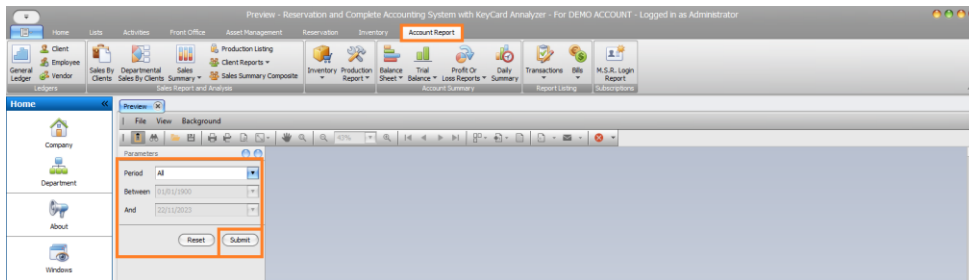 Preview - Reservation and Complete Accounting System with KeyCard Annalyzer - For DEMO ACCOUNT - Logged in as Administrator
Home Lists Activities Front Office Asset Management Reservation Inventory Account Report
General Ledger
Client
Employee
Vendor
Ledgers
Sales By Clients
Departmental Sales By Clients
Sales Summary
Production Listing
Client Reports
Sales Summary Composite
Sales Report and Analysis
Inventory
Production Report
Balance Sheet
Trial Balance
Profit Or Loss Reports
Daily Summary
Account Summary
Transactions
Bills
Report Listing
M.S.R. Login Report
Subscriptions
Home «
Company
Department
About
Windows
Preview - X
File View Background
47%
Parameters
Period All
Between 01/01/1900
And 22/11/2023
Reset Submit